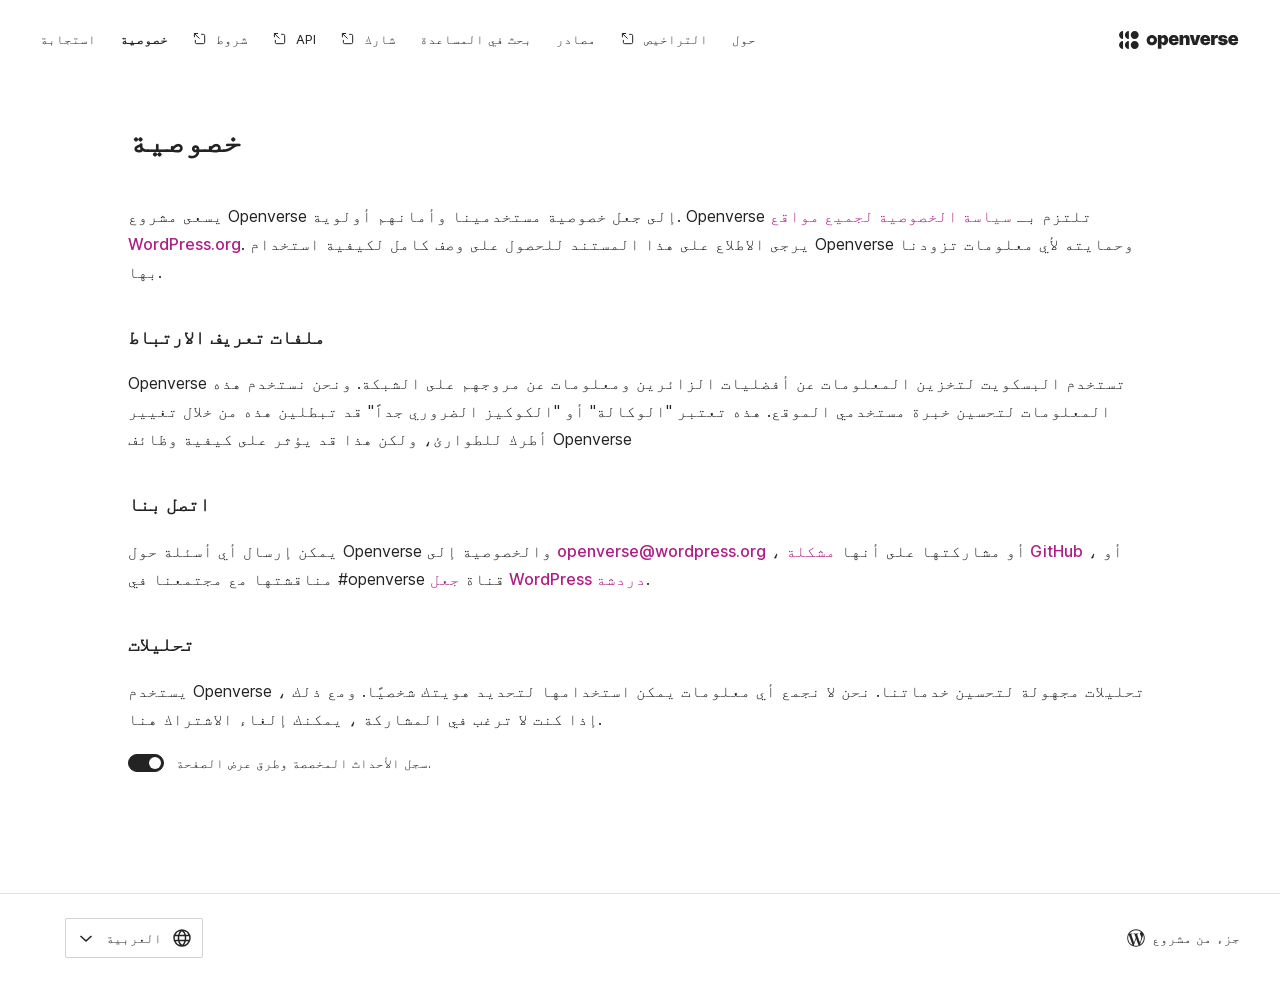 openverse
حول
التراخيص
مصادر
بحث في المساعدة
شارك
API
شروط
خصوصية
استجابة
خصوصية
يسعى مشروع Openverse إلى جعل خصوصية مستخدمينا وأمانهم أولوية. Openverse تلتزم بـ سياسة الخصوصية لجميع مواقع
WordPress.org. يرجى الاطلاع على هذا المستند للحصول على وصف كامل لكيفية استخدام Openverse وحمايته لأي معلومات تزودنا
بها.
ملفات تعريف الارتباط
Openverse تستخدم البسكويت لتخزين المعلومات عن أفضليات الزائرين ومعلومات عن مروجهم على الشبكة. ونحن نستخدم هذه
المعلومات لتحسين خبرة مستخدمي الموقع. هذه تعتبر "الوكالة" أو "الكوكيز الضروري جداً" قد تبطلين هذه من خلال تغيير
أطرك للطوارئ، ولكن هذا قد يؤثر على كيفية وظائف Openverse
اتصل بنا
يمكن إرسال أي أسئلة حول Openverse والخصوصية إلى openverse@wordpress.org ، أو مشاركتها على أنها مشكلة GitHub ، أو
مناقشتها مع مجتمعنا في #openverse قناة جعل WordPress دردشة.
تحليلات
يستخدم Openverse تحليلات مجهولة لتحسين خدماتنا. نحن لا نجمع أي معلومات يمكن استخدامها لتحديد هويتك شخصيًا. ومع ذلك ،
إذا كنت لا ترغب في المشاركة ، يمكنك إلغاء الاشتراك هنا.
سجل الأحداث المخصصة وطرق عرض الصفحة.
جزء من مشروع
العربية